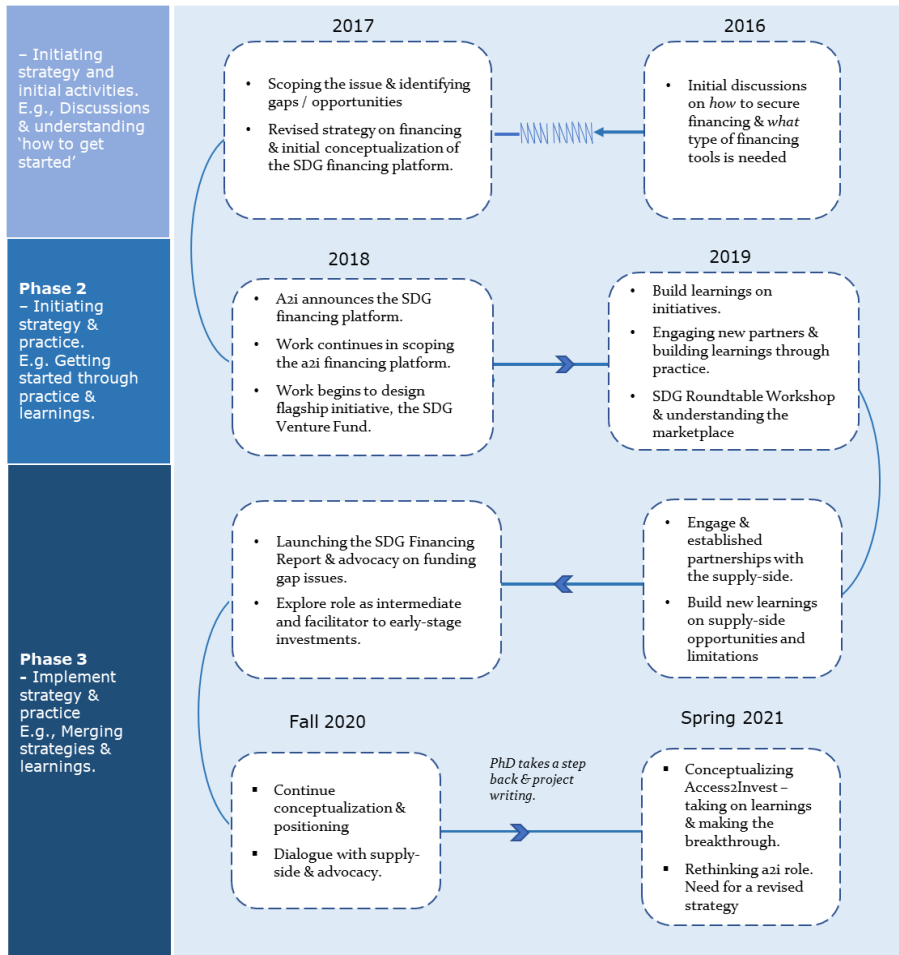 – Initiating
strategy and
initial activities.
E.g., Discussions
& understanding
‘how to get
started’
2017
• Scoping the issue & identifying
gaps / opportunities
• Revised strategy on financing
& initial conceptualization of
the SDG financing platform.
2016
• Initial discussions
on how to secure
financing & what
type of financing
tools is needed
Phase 2
– Initiating
strategy &
practice.
E.g. Getting
started through
practice &
learnings.
2018
• A2i announces the SDG
financing platform.
• Work continues in scoping
the a2i financing platform.
• Work begins to design
flagship initiative, the SDG
Venture Fund.
2019
• Build learnings on
initiatives.
• Engaging new partners &
building learnings through
practice.
• SDG Roundtable Workshop
& understanding the
marketplace
Phase 3
- Implement
strategy &
practice
E.g., Merging
strategies &
learnings.
• Launching the SDG Financing
Report & advocacy on funding
gap issues.
• Explore role as intermediate
and facilitator to early-stage
investments.
• Engage &
established
partnerships with
the supply-side.
• Build new learnings
on supply-side
opportunities and
limitations
Fall 2020
▪ Continue
conceptualization &
positioning
▪ Dialogue with supply-
side & advocacy.
PhD takes a step
back & project
writing.
Spring 2021
▪ Conceptualizing
Access2Invest –
taking on learnings
& making the
breakthrough.
▪ Rethinking a2i role.
Need for a revised
strategy